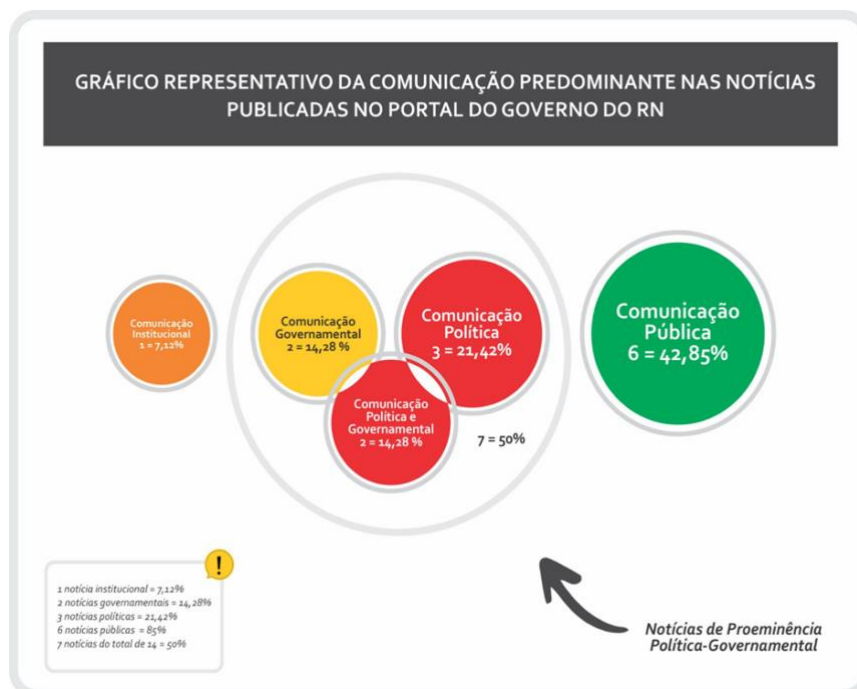 GRÁFICO REPRESENTATIVO DA COMUNICAÇÃO PREDOMINANTE NAS NOTÍCIAS
PUBLICADAS NO PORTAL DO GOVERNO DO RN
Comunicação
Institucional
1 = 7,12%
Comunicação
Governamental
2 = 14,28 %
Comunicação
Política
3 = 21,42%
Comunicação
Pública
6 = 42,85%
Comunicação
Política e
Governamental
2 = 14,28 %
7 = 50%
!
1 notícia institucional = 7,12%
2 notícias governamentais = 14,28%
3 notícias políticas = 21,42%
6 notícias públicas = 85%
7 notícias do total de 14 = 50%
Notícias de Proeminência
Política-Governamental